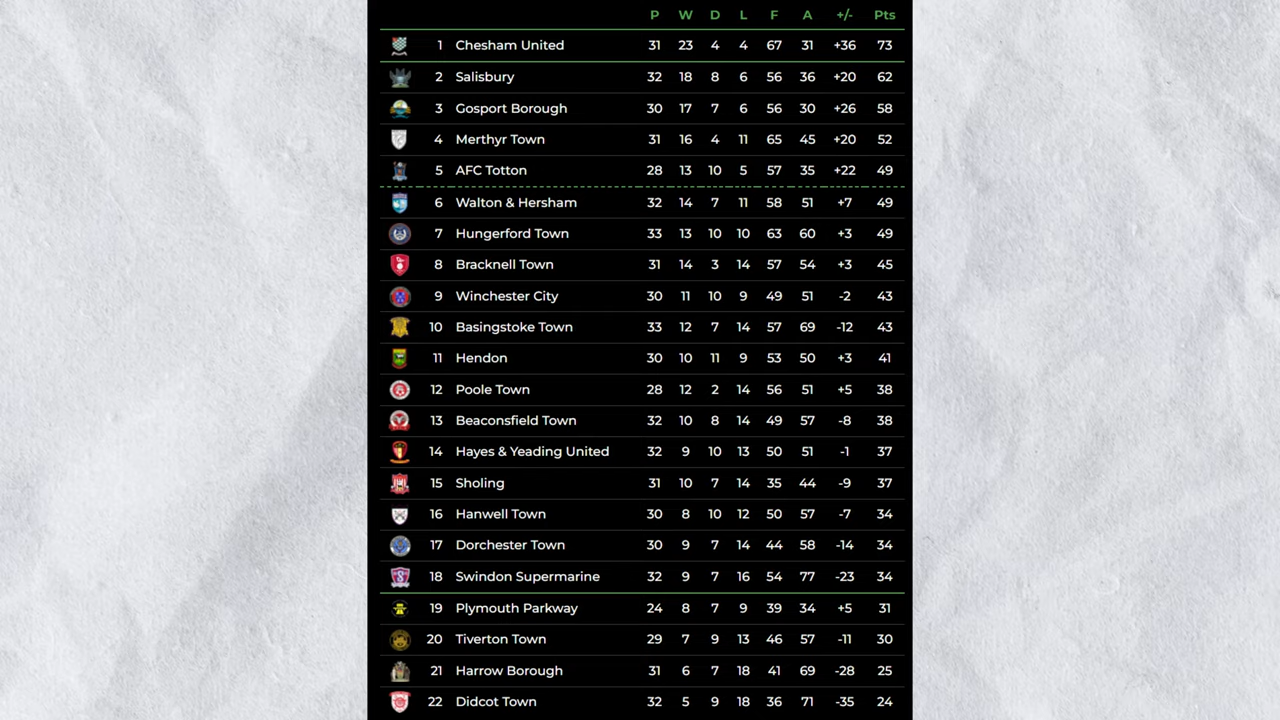 P W D L F A +/- Pts
1 Chesham United 31 23 4 4 67 31 +36 73
2 Salisbury 32 18 8 6 56 36 +20 62
3 Gosport Borough 30 17 7 6 56 30 +26 58
4 Merthyr Town 31 16 4 11 65 45 +20 52
5 AFC Totton 28 13 10 5 57 35 +22 49
6 Walton & Hersham 32 14 7 11 58 51 +7 49
7 Hungerford Town 33 13 10 10 63 60 +3 49
8 Bracknell Town 31 14 3 14 57 54 +3 45
9 Winchester City 30 11 10 9 49 51 -2 43
10 Basingstoke Town 33 12 7 14 57 69 -12 43
11 Hendon 30 10 11 9 53 50 +3 41
12 Poole Town 28 12 2 14 56 51 +5 38
13 Beaconsfield Town 32 10 8 14 49 57 -8 38
14 Hayes & Yeading United 32 9 10 13 50 51 -1 37
15 Sholing 31 10 7 14 35 44 -9 37
16 Hanwell Town 30 8 10 12 50 57 -7 34
17 Dorchester Town 30 9 7 14 44 58 -14 34
18 Swindon Supermarine 32 9 7 16 54 77 -23 34
19 Plymouth Parkway 24 8 7 9 39 34 +5 31
20 Tiverton Town 29 7 9 13 46 57 -11 30
21 Harrow Borough 31 6 7 18 41 69 -28 25
22 Didcot Town 32 5 9 18 36 71 -35 24